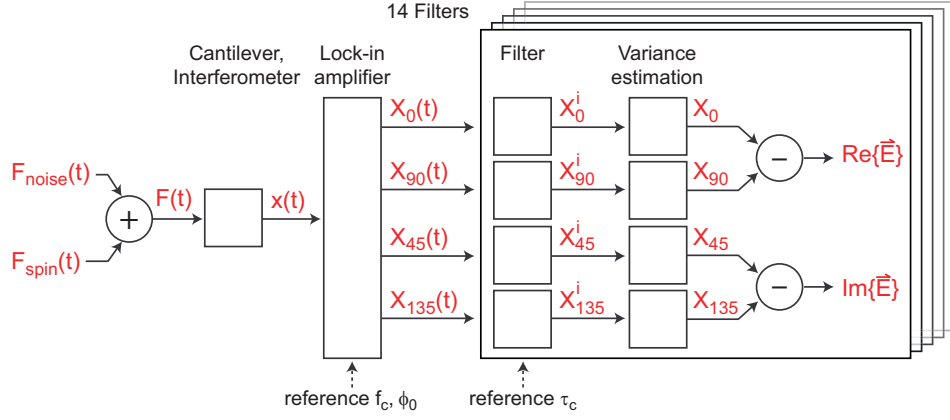 14 Filters
Cantilever,
Interferometer
Lock-in
amplifier
Filter
Variance
estimation
F_noise(t)
F_spin(t)
+
F(t)
x(t)
X_0(t)
X_90(t)
X_45(t)
X_135(t)
X_0^i
X_90^i
X_45^i
X_135^i
X_0
X_90
X_45
X_135
−
−
Re{E⃗}
Im{E⃗}
reference f_c, ϕ_0
reference τ_c